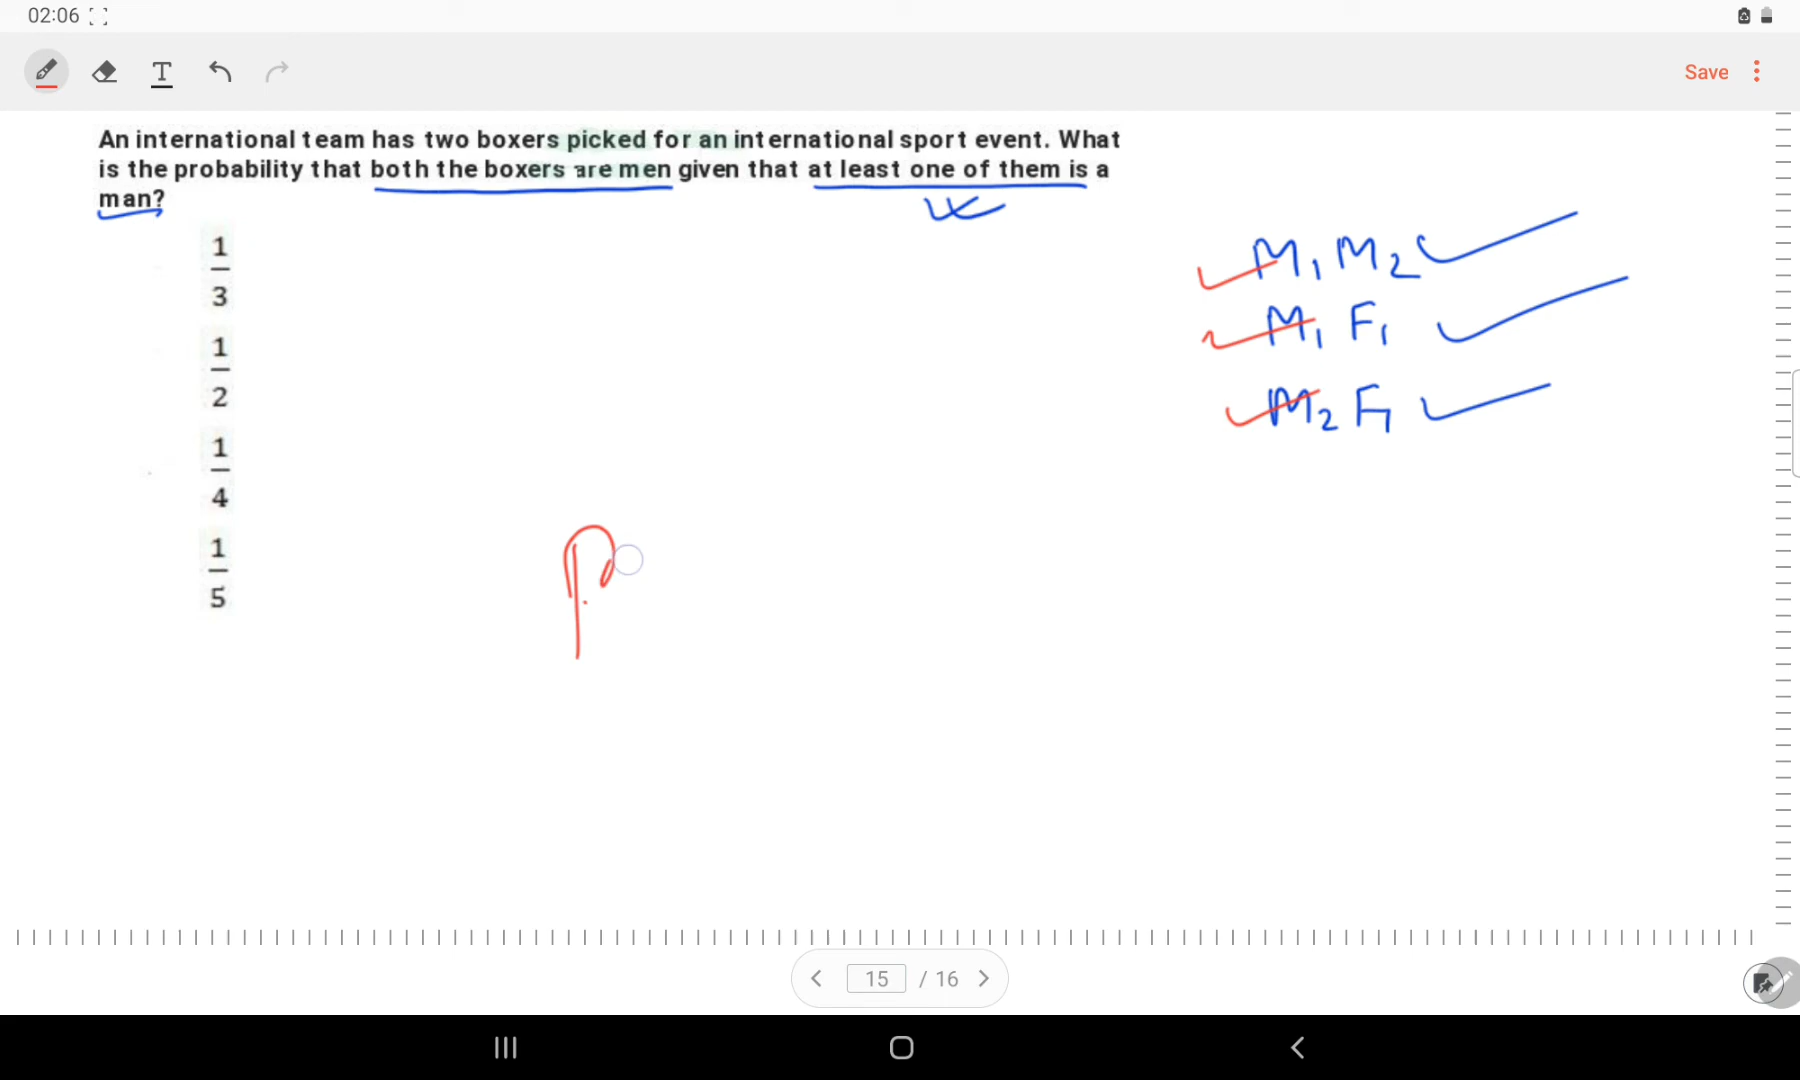 02:06
T
Save
An international team has two boxers picked for an international sport event. What
is the probability that both the boxers are men given that at least one of them is a
man?
1
3
1
2
1
4
1
5
M1 M2
M1 F1
M2 F1
P
15 / 16